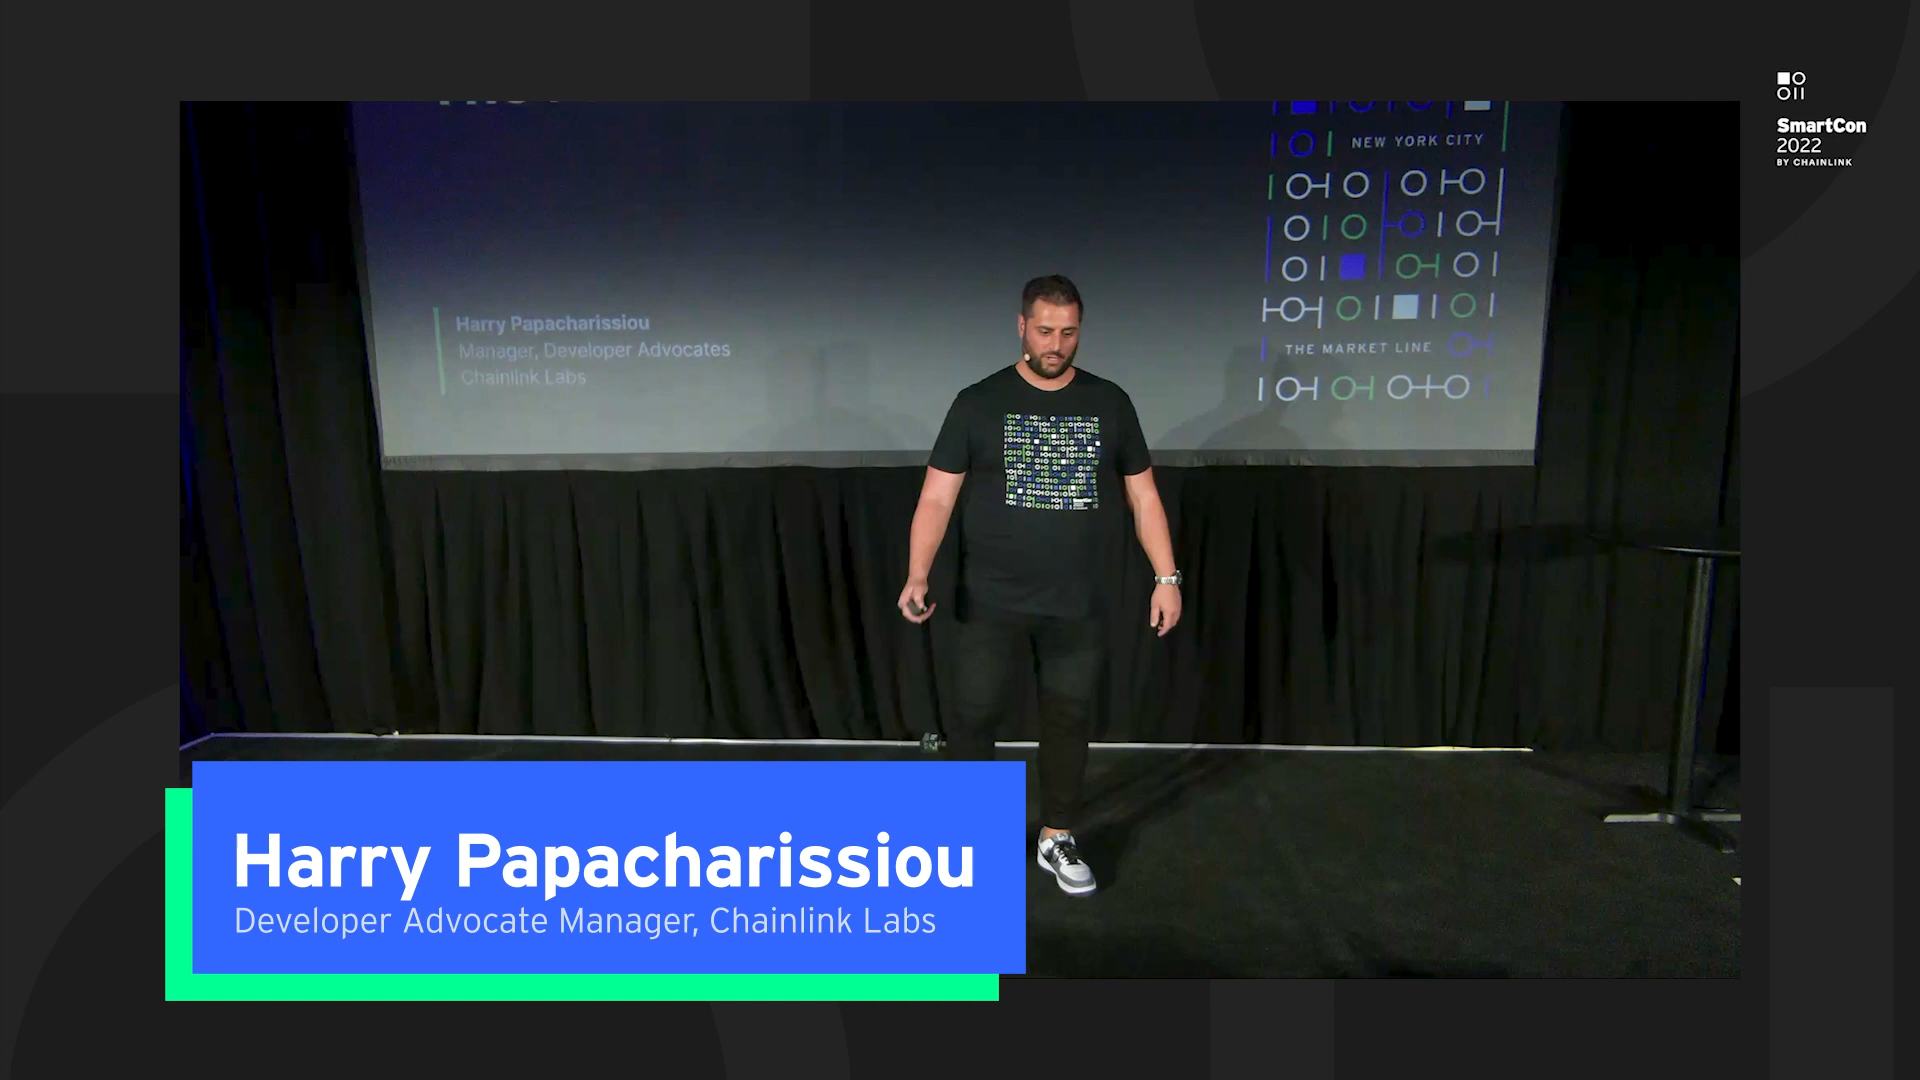 SmartCon
2022
BY CHAINLINK
NEW YORK CITY
Harry Papacharissiou
Manager, Developer Advocates
Chainlink Labs
THE MARKET LINE
Harry Papacharissiou
Developer Advocate Manager, Chainlink Labs